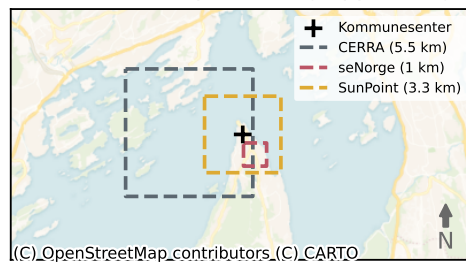 Kommunesenter
CERRA (5.5 km)
seNorge (1 km)
SunPoint (3.3 km)
N
(C) OpenStreetMap contributors (C) CARTO